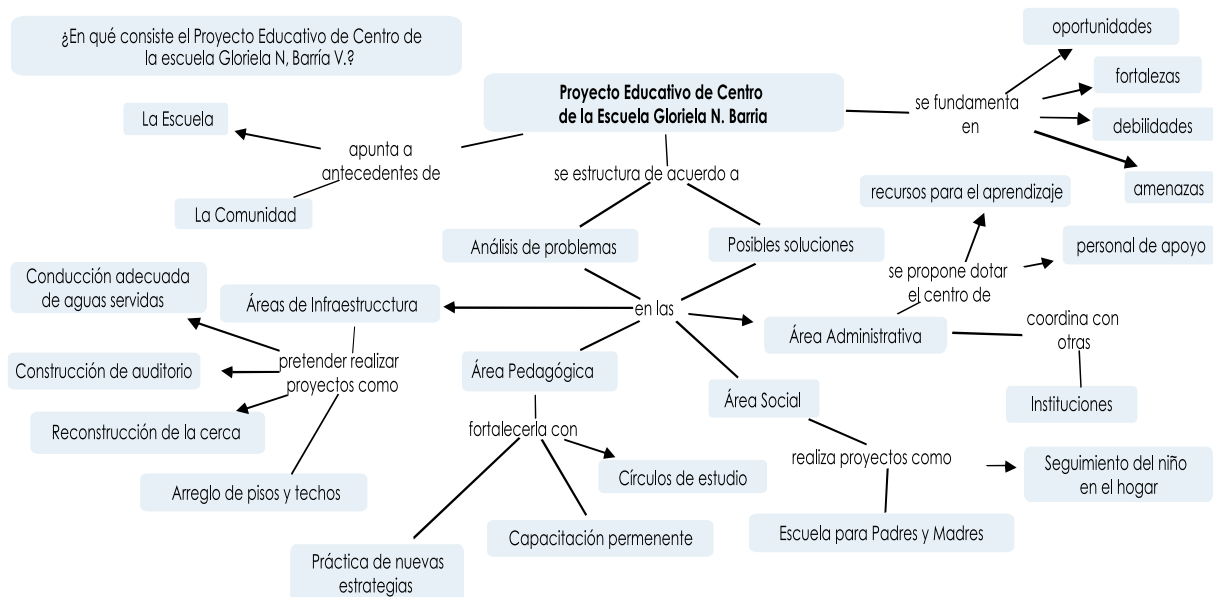 ¿En qué consiste el Proyecto Educativo de Centro de
la escuela Gloriela N, Barría V.?
Proyecto Educativo de Centro
de la Escuela Gloriela N. Barria
se fundamenta
en
oportunidades
fortalezas
debilidades
amenazas
La Escuela
apunta a
antecedentes de
La Comunidad
se estructura de acuerdo a
Análisis de problemas
Posibles soluciones
recursos para el aprendizaje
personal de apoyo
se propone dotar
el centro de
Conducción adecuada
de aguas servidas
Áreas de Infraestrucctura
en las
Área Administrativa
coordina con
otras
Instituciones
pretender realizar
proyectos como
Construcción de auditorio
Reconstrucción de la cerca
Arreglo de pisos y techos
Área Pedagógica
fortalecerla con
Círculos de estudio
Capacitación permenente
Práctica de nuevas
estrategias
Área Social
realiza proyectos como
Seguimiento del niño
en el hogar
Escuela para Padres y Madres